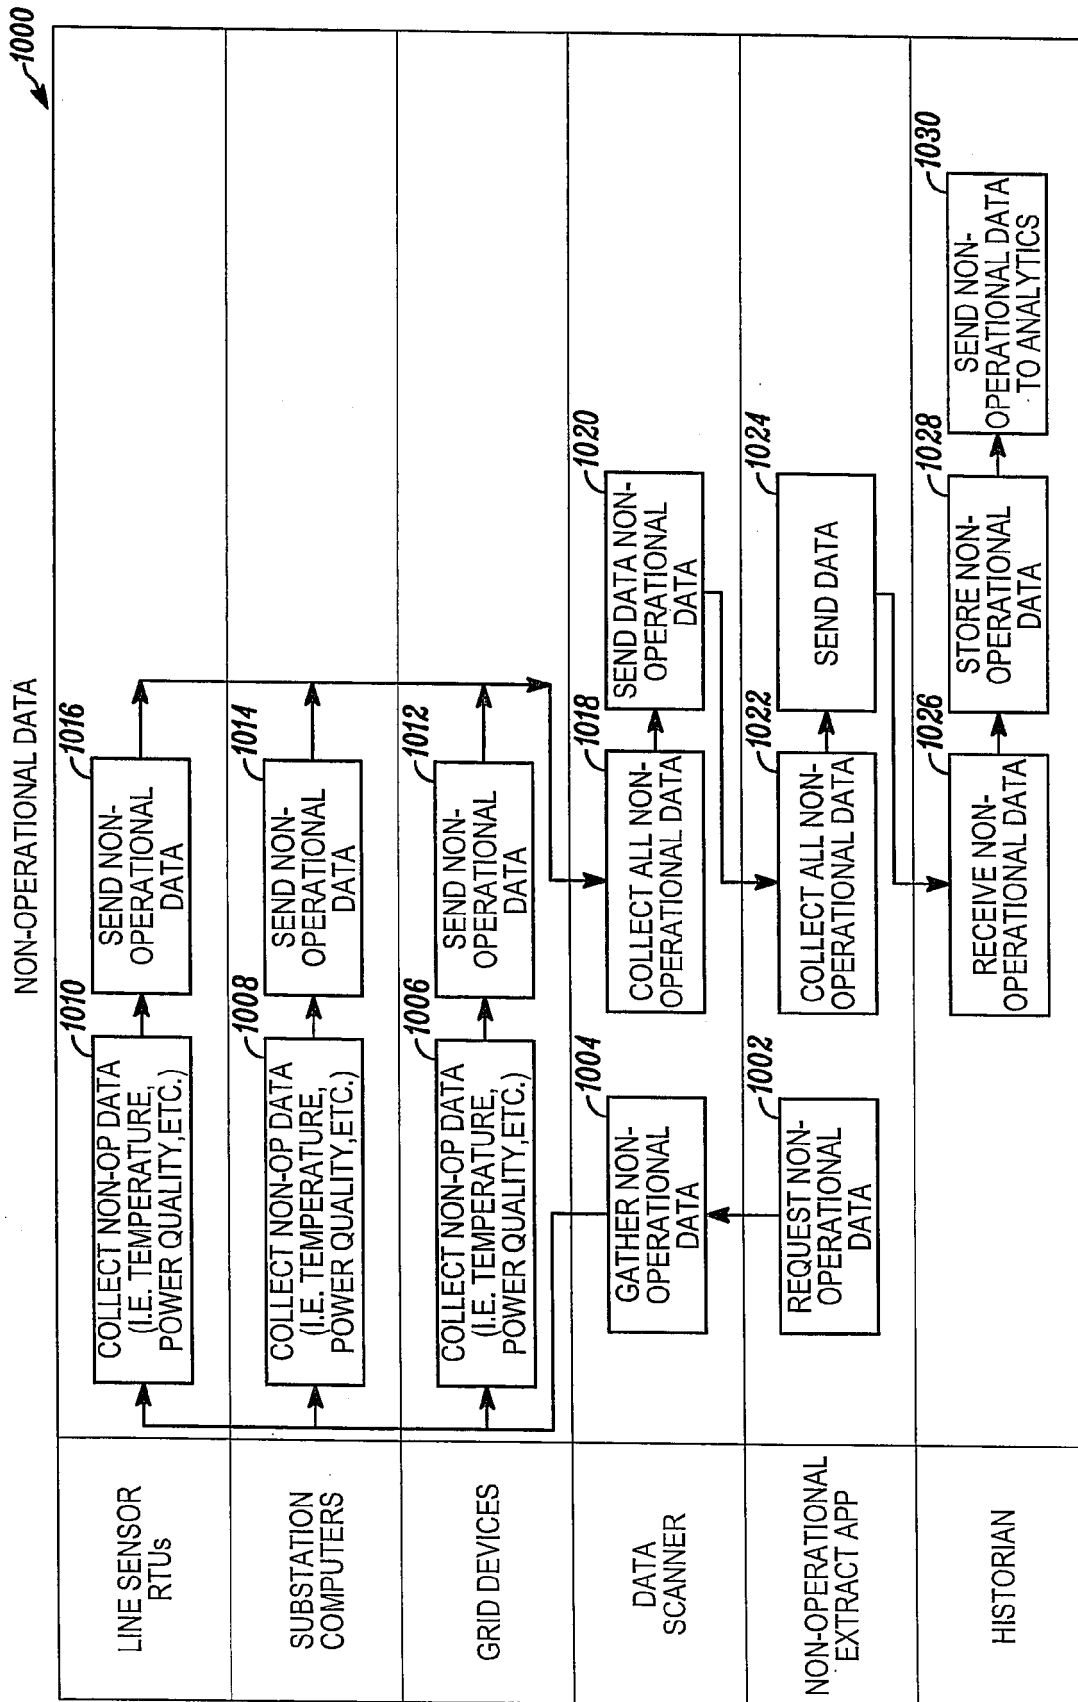 NON-OPERATIONAL DATA
1000
LINE SENSOR
RTUs
1010
COLLECT NON-OP DATA
(I.E. TEMPERATURE,
POWER QUALITY,ETC.)
1016
SEND NON-
OPERATIONAL
DATA
SUBSTATION
COMPUTERS
1008
COLLECT NON-OP DATA
(I.E. TEMPERATURE,
POWER QUALITY,ETC.)
1014
SEND NON-
OPERATIONAL
DATA
GRID DEVICES
1006
COLLECT NON-OP DATA
(I.E. TEMPERATURE,
POWER QUALITY,ETC.)
1012
SEND NON-
OPERATIONAL
DATA
DATA
SCANNER
1004
GATHER NON-
OPERATIONAL
DATA
1018
COLLECT ALL NON-
OPERATIONAL DATA
1020
SEND DATA NON-
OPERATIONAL
DATA
NON-OPERATIONAL
EXTRACT APP
1002
REQUEST NON-
OPERATIONAL
DATA
1022
COLLECT ALL NON-
OPERATIONAL DATA
1024
SEND DATA
HISTORIAN
1026
RECEIVE NON-
OPERATIONAL DATA
1028
STORE NON-
OPERATIONAL
DATA
1030
SEND NON-
OPERATIONAL DATA
TO ANALYTICS